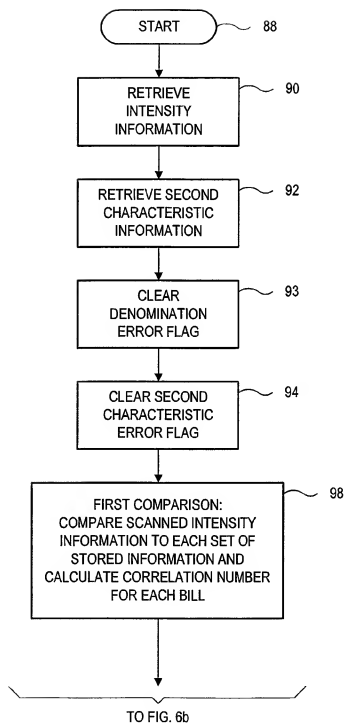 START
88
RETRIEVE
INTENSITY
INFORMATION
90
RETRIEVE SECOND
CHARACTERISTIC
INFORMATION
92
CLEAR
DENOMINATION
ERROR FLAG
93
CLEAR SECOND
CHARACTERISTIC
ERROR FLAG
94
FIRST COMPARISON:
COMPARE SCANNED INTENSITY
INFORMATION TO EACH SET OF
STORED INFORMATION AND
CALCULATE CORRELATION NUMBER
FOR EACH BILL
98
TO FIG. 6b